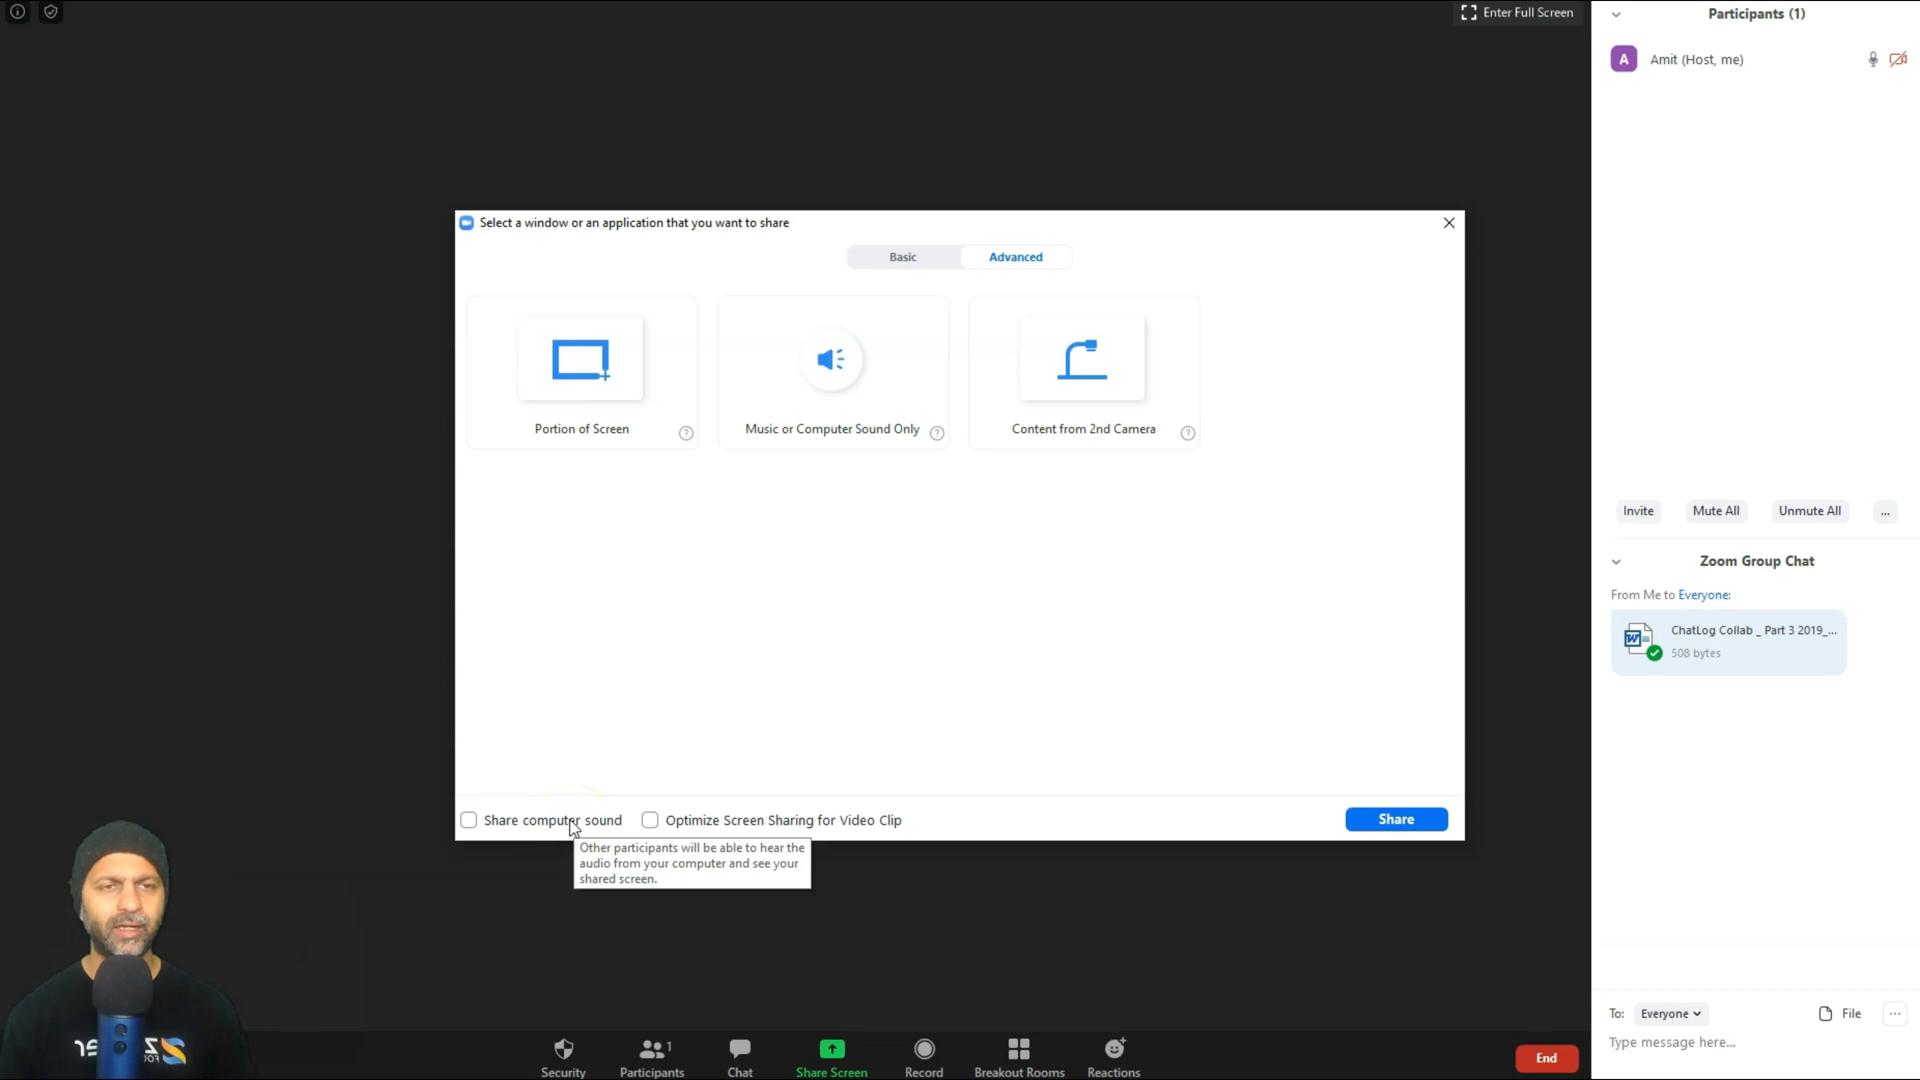 Enter Full Screen
Participants (1)
A
Amit (Host, me)
Select a window or an application that you want to share
Basic
Advanced
Portion of Screen
Music or Computer Sound Only
Content from 2nd Camera
Invite
Mute All
Unmute All
...
Zoom Group Chat
From Me to Everyone:
ChatLog Collab _ Part 3 2019_...
508 bytes
Share computer sound
Optimize Screen Sharing for Video Clip
Share
Other participants will be able to hear the
audio from your computer and see your
shared screen.
To: Everyone
File
Type message here...
Security
Participants
1
Chat
Share Screen
Record
Breakout Rooms
Reactions
End